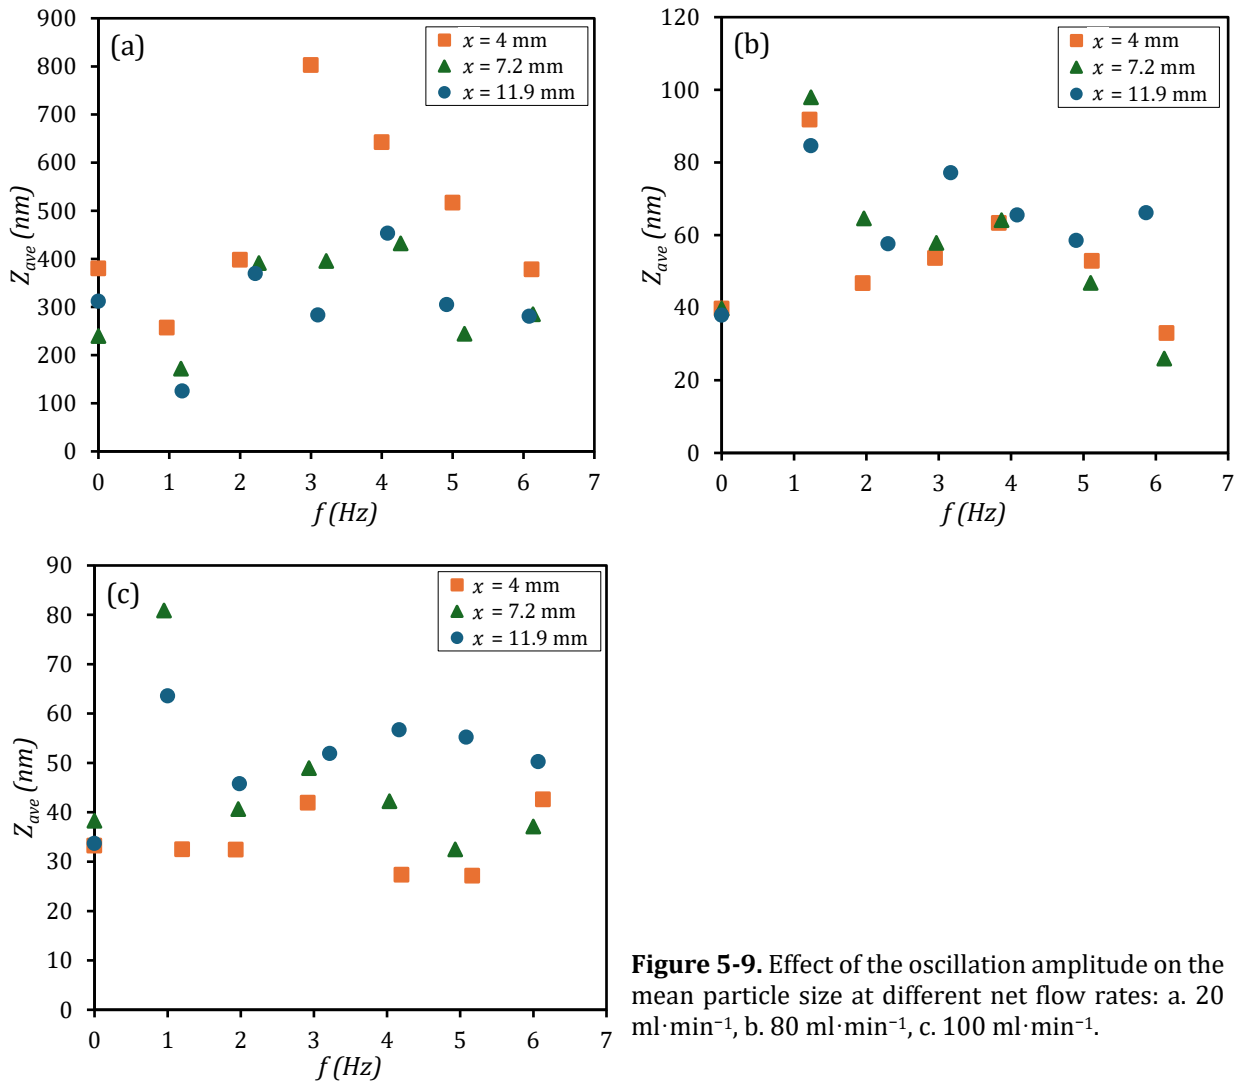 (a)
x = 4 mm
x = 7.2 mm
x = 11.9 mm
900
800
700
600
500
400
300
200
100
0
Zave (nm)
0 1 2 3 4 5 6 7
f (Hz)
(b)
x = 4 mm
x = 7.2 mm
x = 11.9 mm
120
100
80
60
40
20
0
Zave (nm)
0 1 2 3 4 5 6 7
f (Hz)
(c)
x = 4 mm
x = 7.2 mm
x = 11.9 mm
90
80
70
60
50
40
30
20
10
0
Zave (nm)
0 1 2 3 4 5 6 7
f (Hz)
Figure 5-9. Effect of the oscillation amplitude on the
mean particle size at different net flow rates: a. 20
ml·min⁻¹, b. 80 ml·min⁻¹, c. 100 ml·min⁻¹.